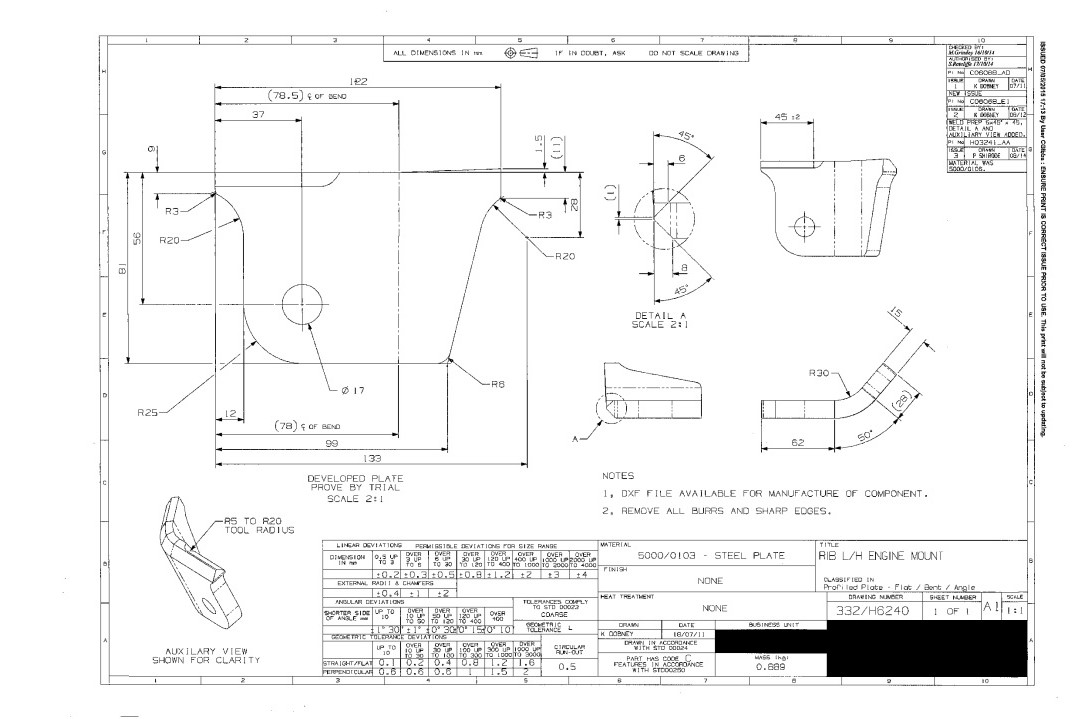 ALL DIMENSIONS IN mm
IF IN DOUBT, ASK
DO NOT SCALE DRAWING
1 2 3 4 5 6 7 8 9 10
CHECKED BY:
M.Grimley 16/10/14
AUTHORISED BY:
S.Ratcliffe 17/10/14
PI No C06088_AD
ISSUE DRAWN DATE
1 K DOBNEY 07/11
NEW ISSUE
PI No C06068_E1
ISSUE DRAWN DATE
2 K DOBNEY 06/12
WELD PREP 6x45° x 45,
DETAIL A AND
AUXILIARY VIEW ADDED.
PI No H03241_AA
ISSUE DRAWN DATE
3 P SHIRODE 08/14
MATERIAL WAS
5000/0106.
ISSUED 07/05/2015 17:13 By User CGibbs : ENSURE PRINT IS CORRECT ISSUE PRIOR TO USE. This print will not be subject to updating.
122
(78.5) ℄ OF BEND
37
9
1.5
(11)
R3
R20
56
81
28
R3
R20
Ø 17
R6
R25
12
(78) ℄ OF BEND
99
133
DEVELOPED PLATE
PROVE BY TRIAL
SCALE 2:1
45°
6
(1)
8
45°
DETAIL A
SCALE 2:1
45 ±2
A
15
R30
(28)
50°
62
NOTES
1, DXF FILE AVAILABLE FOR MANUFACTURE OF COMPONENT.
2, REMOVE ALL BURRS AND SHARP EDGES.
R5 TO R20
TOOL RADIUS
AUXILARY VIEW
SHOWN FOR CLARITY
LINEAR DEVIATIONS PERMISSIBLE DEVIATIONS FOR SIZE RANGE
DIMENSION IN mm
0.5 UP TO 3
OVER 3 UP TO 6
OVER 6 UP TO 30
OVER 30 UP TO 120
OVER 120 UP TO 400
OVER 400 UP TO 1000
OVER 1000 UP TO 2000
OVER 2000 UP TO 4000
±0.2 ±0.3 ±0.5 ±0.8 ±1.2 ±2 ±3 ±4
EXTERNAL RADII & CHAMFERS
±0.4 ±1 ±2
ANGULAR DEVIATIONS
SHORTER SIDE OF ANGLE mm
UP TO 10
OVER 10 UP TO 50
OVER 50 UP TO 120
OVER 120 UP TO 400
OVER 400
±1° 30' ±1° ±0° 30' ±0° 15' ±0° 10'
TOLERANCES COMPLY TO STD 00023
COARSE
GEOMETRIC TOLERANCE L
GEOMETRIC TOLERANCE DEVIATIONS
UP TO 10
OVER 10 UP TO 30
OVER 30 UP TO 100
OVER 100 UP TO 300
OVER 300 UP TO 1000
OVER 1000 UP TO 3000
CIRCULAR RUN-OUT
STRAIGHT/FLAT 0.1 0.2 0.4 0.8 1.2 1.6
0.5
PERPENDICULAR 0.6 0.6 0.6 1 1.5 2
MATERIAL
5000/0103 - STEEL PLATE
FINISH
NONE
HEAT TREATMENT
NONE
DRAWN DATE
K DOBNEY 18/07/11
BUSINESS UNIT
DRAWN IN ACCORDANCE WITH STD 00024
PART HAS CODE C
FEATURES IN ACCORDANCE WITH STD00250
MASS (kg)
0.689
TITLE
RIB L/H ENGINE MOUNT
CLASSIFIED IN
Profiled Plate - Flat / Bent / Angle
DRAWING NUMBER SHEET NUMBER SCALE
332/H6240 1 OF 1 A1 1:1